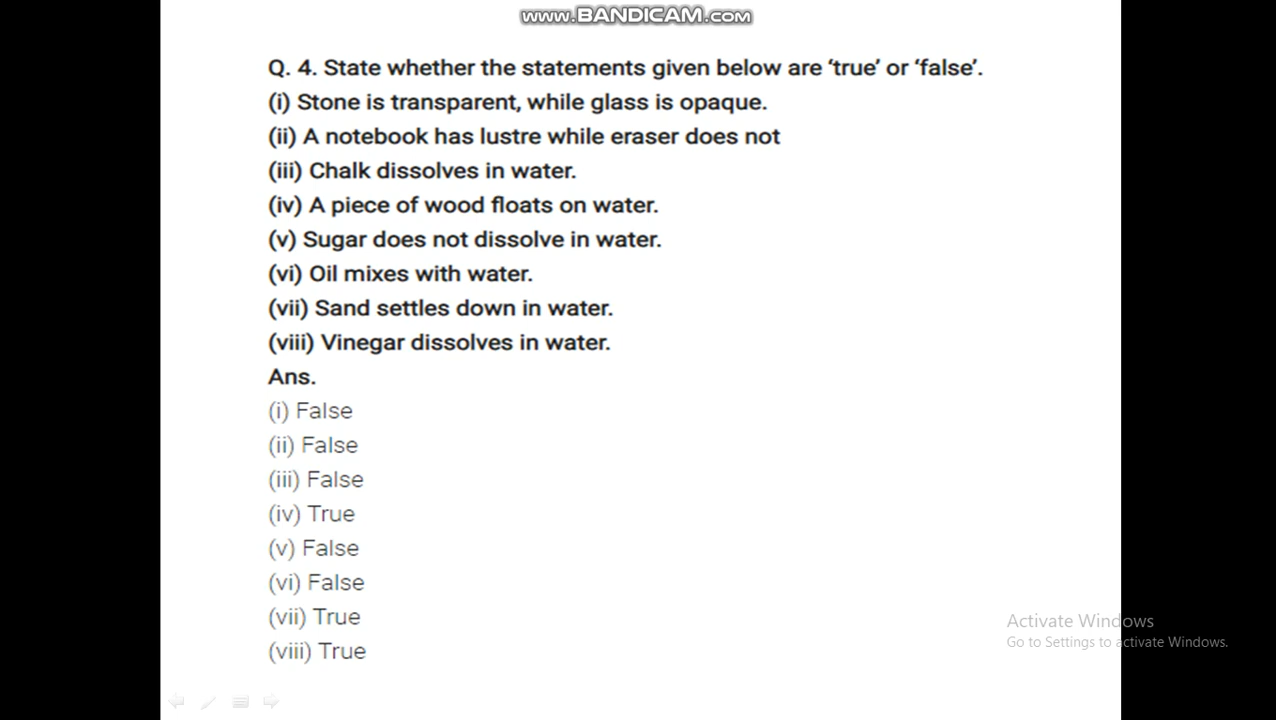 www.BANDICAM.com
Q. 4. State whether the statements given below are ‘true’ or ‘false’.
(i) Stone is transparent, while glass is opaque.
(ii) A notebook has lustre while eraser does not
(iii) Chalk dissolves in water.
(iv) A piece of wood floats on water.
(v) Sugar does not dissolve in water.
(vi) Oil mixes with water.
(vii) Sand settles down in water.
(viii) Vinegar dissolves in water.
Ans.
(i) False
(ii) False
(iii) False
(iv) True
(v) False
(vi) False
(vii) True
(viii) True
Activate Windows
Go to Settings to activate Windows.